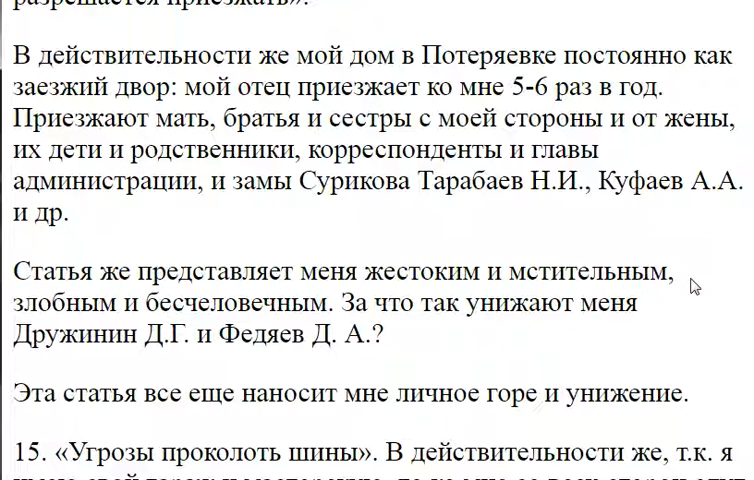 разрешается приезжать».
В действительности же мой дом в Потеряевке постоянно как
заезжий двор: мой отец приезжает ко мне 5-6 раз в год.
Приезжают мать, братья и сестры с моей стороны и от жены,
их дети и родственники, корреспонденты и главы
администрации, и замы Сурикова Тарабаев Н.И., Куфаев А.А.
и др.
Статья же представляет меня жестоким и мстительным,
злобным и бесчеловечным. За что так унижают меня
Дружинин Д.Г. и Федяев Д. А.?
Эта статья все еще наносит мне личное горе и унижение.
15. «Угрозы проколоть шины». В действительности же, т.к. я